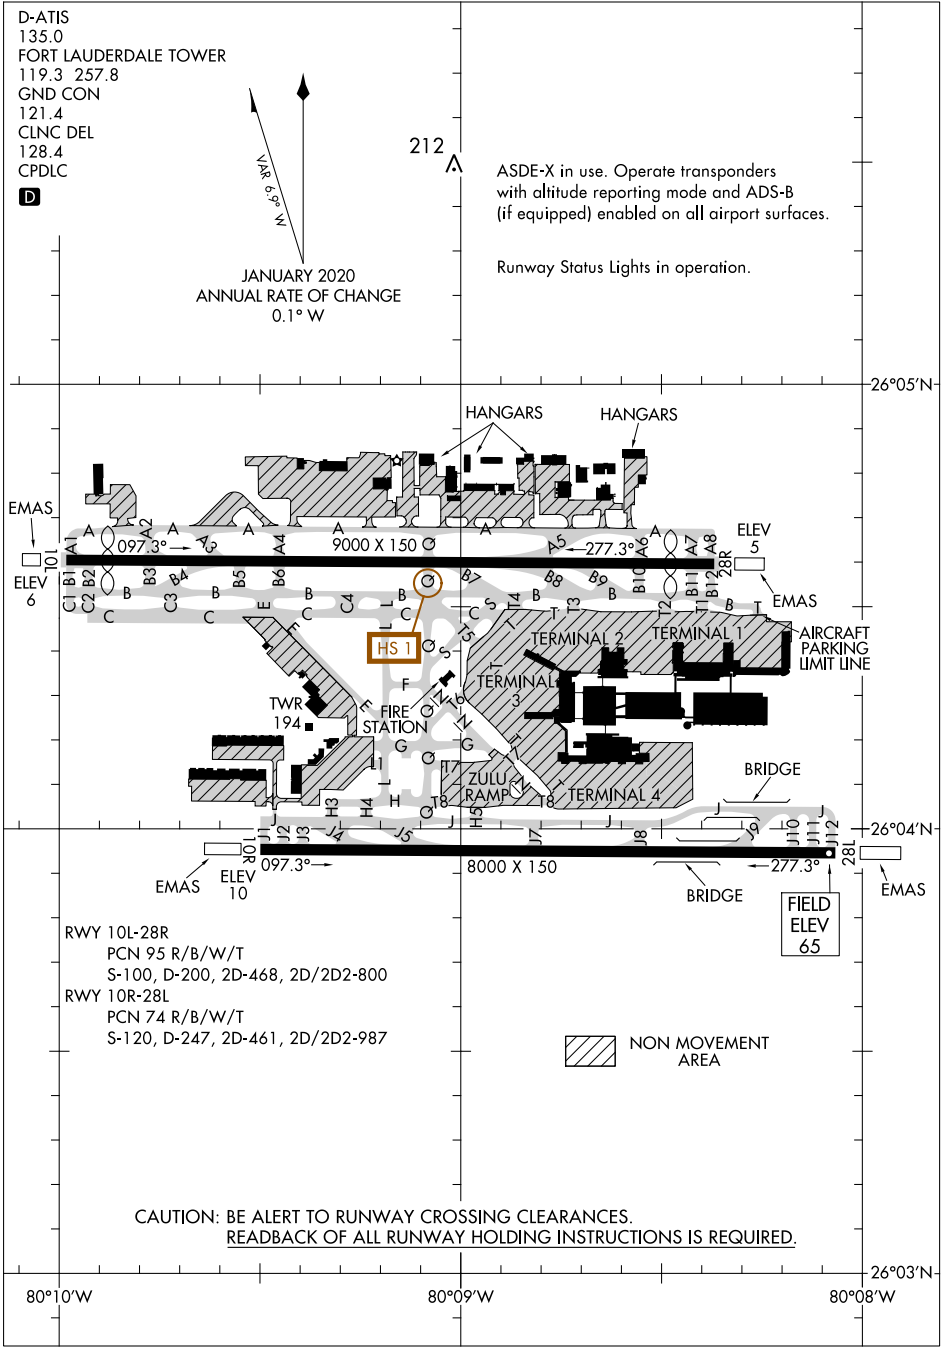 D-ATIS
135.0
FORT LAUDERDALE TOWER
119.3 257.8
GND CON
121.4
CLNC DEL
128.4
CPDLC
D
VAR 6.9° W
JANUARY 2020
ANNUAL RATE OF CHANGE
0.1° W
212
ASDE-X in use. Operate transponders
with altitude reporting mode and ADS-B
(if equipped) enabled on all airport surfaces.
Runway Status Lights in operation.
26°05'N
HANGARS
HANGARS
EMAS
ELEV
6
10L
A1
A
A2
A
A3
A
A4
A
A
A5
A
A6
A7
A8
Q
097.3°
9000 X 150
277.3°
28R
ELEV
5
EMAS
B1
B2
B3
B4
B5
B6
B
B
B
B
B7
B8
B9
B
B10
B11
B12
B
Q
C1
C2
C
C3
C
C
C4
C
C
E
L
L
S
T4
T
T3
T2
T1
T
T
T5
S
T
HS 1
Q
TERMINAL 2
TERMINAL 1
AIRCRAFT
PARKING
LIMIT LINE
TERMINAL
3
F
F
F
FIRE
STATION
TWR
194
Q
N
T6
N
G
G
Q
T7
T7
L1
L
ZULU
RAMP
N
T
T8
T8
TERMINAL 4
BRIDGE
H3
H4
H
H5
Q
J
J
J
J
J
26°04'N
J1
J2
J3
J4
J5
J7
J8
J9
J10
J11
J12
10R
28L
EMAS
ELEV
10
097.3°
8000 X 150
277.3°
BRIDGE
EMAS
FIELD
ELEV
65
RWY 10L-28R
PCN 95 R/B/W/T
S-100, D-200, 2D-468, 2D/2D2-800
RWY 10R-28L
PCN 74 R/B/W/T
S-120, D-247, 2D-461, 2D/2D2-987
NON MOVEMENT
AREA
CAUTION: BE ALERT TO RUNWAY CROSSING CLEARANCES.
READBACK OF ALL RUNWAY HOLDING INSTRUCTIONS IS REQUIRED.
26°03'N
80°10'W
80°09'W
80°08'W